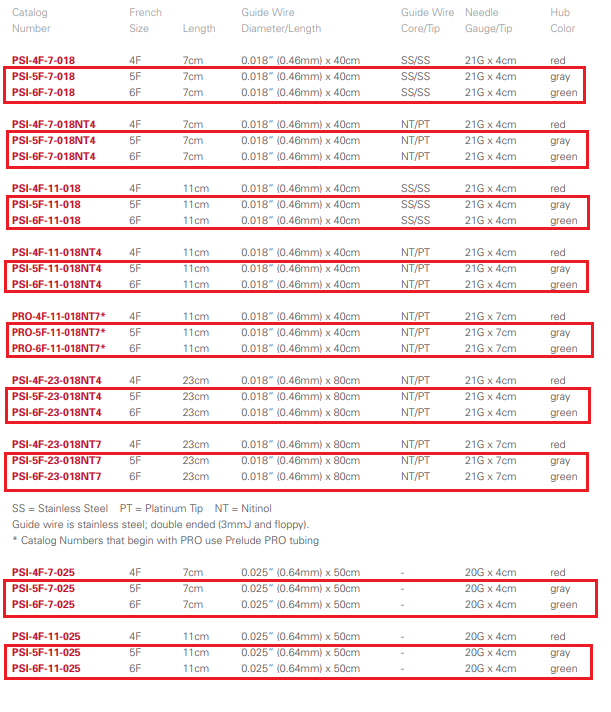 Catalog French Guide Wire Guide Wire Needle Hub
Number Size Length Diameter/Length Core/Tip Gauge/Tip Color
PSI-4F-7-018 4F 7cm 0.018″ (0.46mm) x 40cm SS/SS 21G x 4cm red
PSI-5F-7-018 5F 7cm 0.018″ (0.46mm) x 40cm SS/SS 21G x 4cm gray
PSI-6F-7-018 6F 7cm 0.018″ (0.46mm) x 40cm SS/SS 21G x 4cm green
PSI-4F-7-018NT4 4F 7cm 0.018″ (0.46mm) x 40cm NT/PT 21G x 4cm red
PSI-5F-7-018NT4 5F 7cm 0.018″ (0.46mm) x 40cm NT/PT 21G x 4cm gray
PSI-6F-7-018NT4 6F 7cm 0.018″ (0.46mm) x 40cm NT/PT 21G x 4cm green
PSI-4F-11-018 4F 11cm 0.018″ (0.46mm) x 40cm SS/SS 21G x 4cm red
PSI-5F-11-018 5F 11cm 0.018″ (0.46mm) x 40cm SS/SS 21G x 4cm gray
PSI-6F-11-018 6F 11cm 0.018″ (0.46mm) x 40cm SS/SS 21G x 4cm green
PSI-4F-11-018NT4 4F 11cm 0.018″ (0.46mm) x 40cm NT/PT 21G x 4cm red
PSI-5F-11-018NT4 5F 11cm 0.018″ (0.46mm) x 40cm NT/PT 21G x 4cm gray
PSI-6F-11-018NT4 6F 11cm 0.018″ (0.46mm) x 40cm NT/PT 21G x 4cm green
PRO-4F-11-018NT7* 4F 11cm 0.018″ (0.46mm) x 40cm NT/PT 21G x 7cm red
PRO-5F-11-018NT7* 5F 11cm 0.018″ (0.46mm) x 40cm NT/PT 21G x 7cm gray
PRO-6F-11-018NT7* 6F 11cm 0.018″ (0.46mm) x 40cm NT/PT 21G x 7cm green
PSI-4F-23-018NT4 4F 23cm 0.018″ (0.46mm) x 80cm NT/PT 21G x 4cm red
PSI-5F-23-018NT4 5F 23cm 0.018″ (0.46mm) x 80cm NT/PT 21G x 4cm gray
PSI-6F-23-018NT4 6F 23cm 0.018″ (0.46mm) x 80cm NT/PT 21G x 4cm green
PSI-4F-23-018NT7 4F 23cm 0.018″ (0.46mm) x 80cm NT/PT 21G x 7cm red
PSI-5F-23-018NT7 5F 23cm 0.018″ (0.46mm) x 80cm NT/PT 21G x 7cm gray
PSI-6F-23-018NT7 6F 23cm 0.018″ (0.46mm) x 80cm NT/PT 21G x 7cm green
SS = Stainless Steel PT = Platinum Tip NT = Nitinol
Guide wire is stainless steel; double ended (3mmJ and floppy).
* Catalog Numbers that begin with PRO use Prelude PRO tubing
PSI-4F-7-025 4F 7cm 0.025″ (0.64mm) x 50cm - 20G x 4cm red
PSI-5F-7-025 5F 7cm 0.025″ (0.64mm) x 50cm - 20G x 4cm gray
PSI-6F-7-025 6F 7cm 0.025″ (0.64mm) x 50cm - 20G x 4cm green
PSI-4F-11-025 4F 11cm 0.025″ (0.64mm) x 50cm - 20G x 4cm red
PSI-5F-11-025 5F 11cm 0.025″ (0.64mm) x 50cm - 20G x 4cm gray
PSI-6F-11-025 6F 11cm 0.025″ (0.64mm) x 50cm - 20G x 4cm green